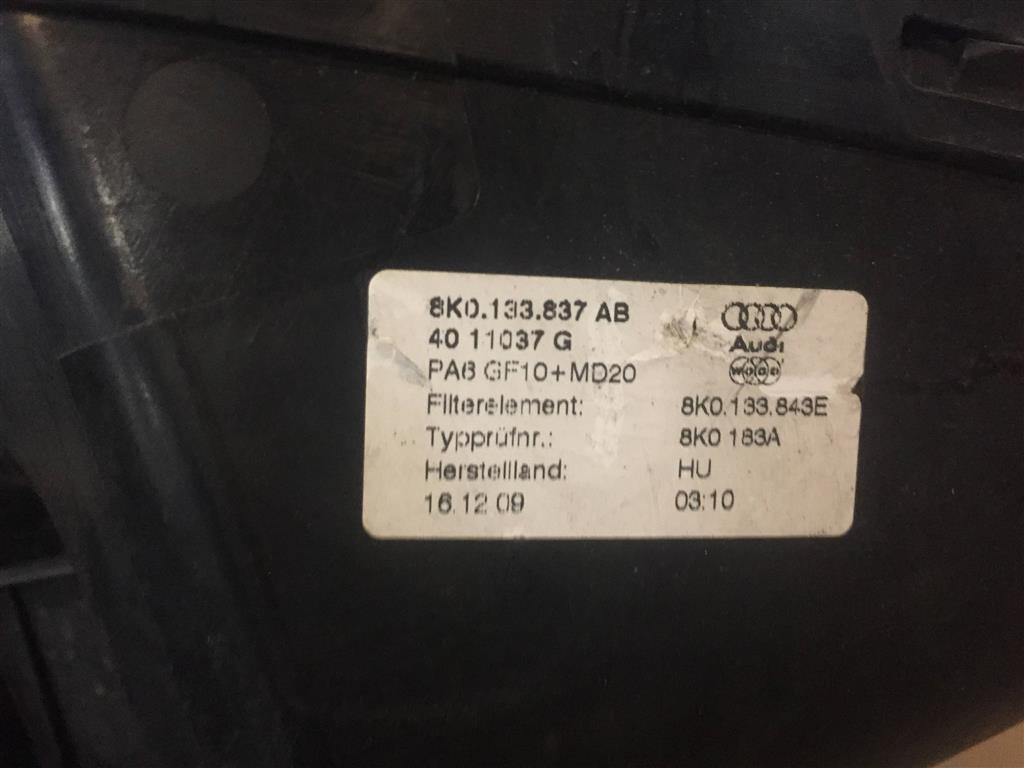 8K0.133.837 AB
40 11037 G
Audi
PA6 GF10+MD20
Filterelement: 8K0.133.843E
Typprüfnr.: 8K0 183A
Herstellland: HU
16.12 09 03:10